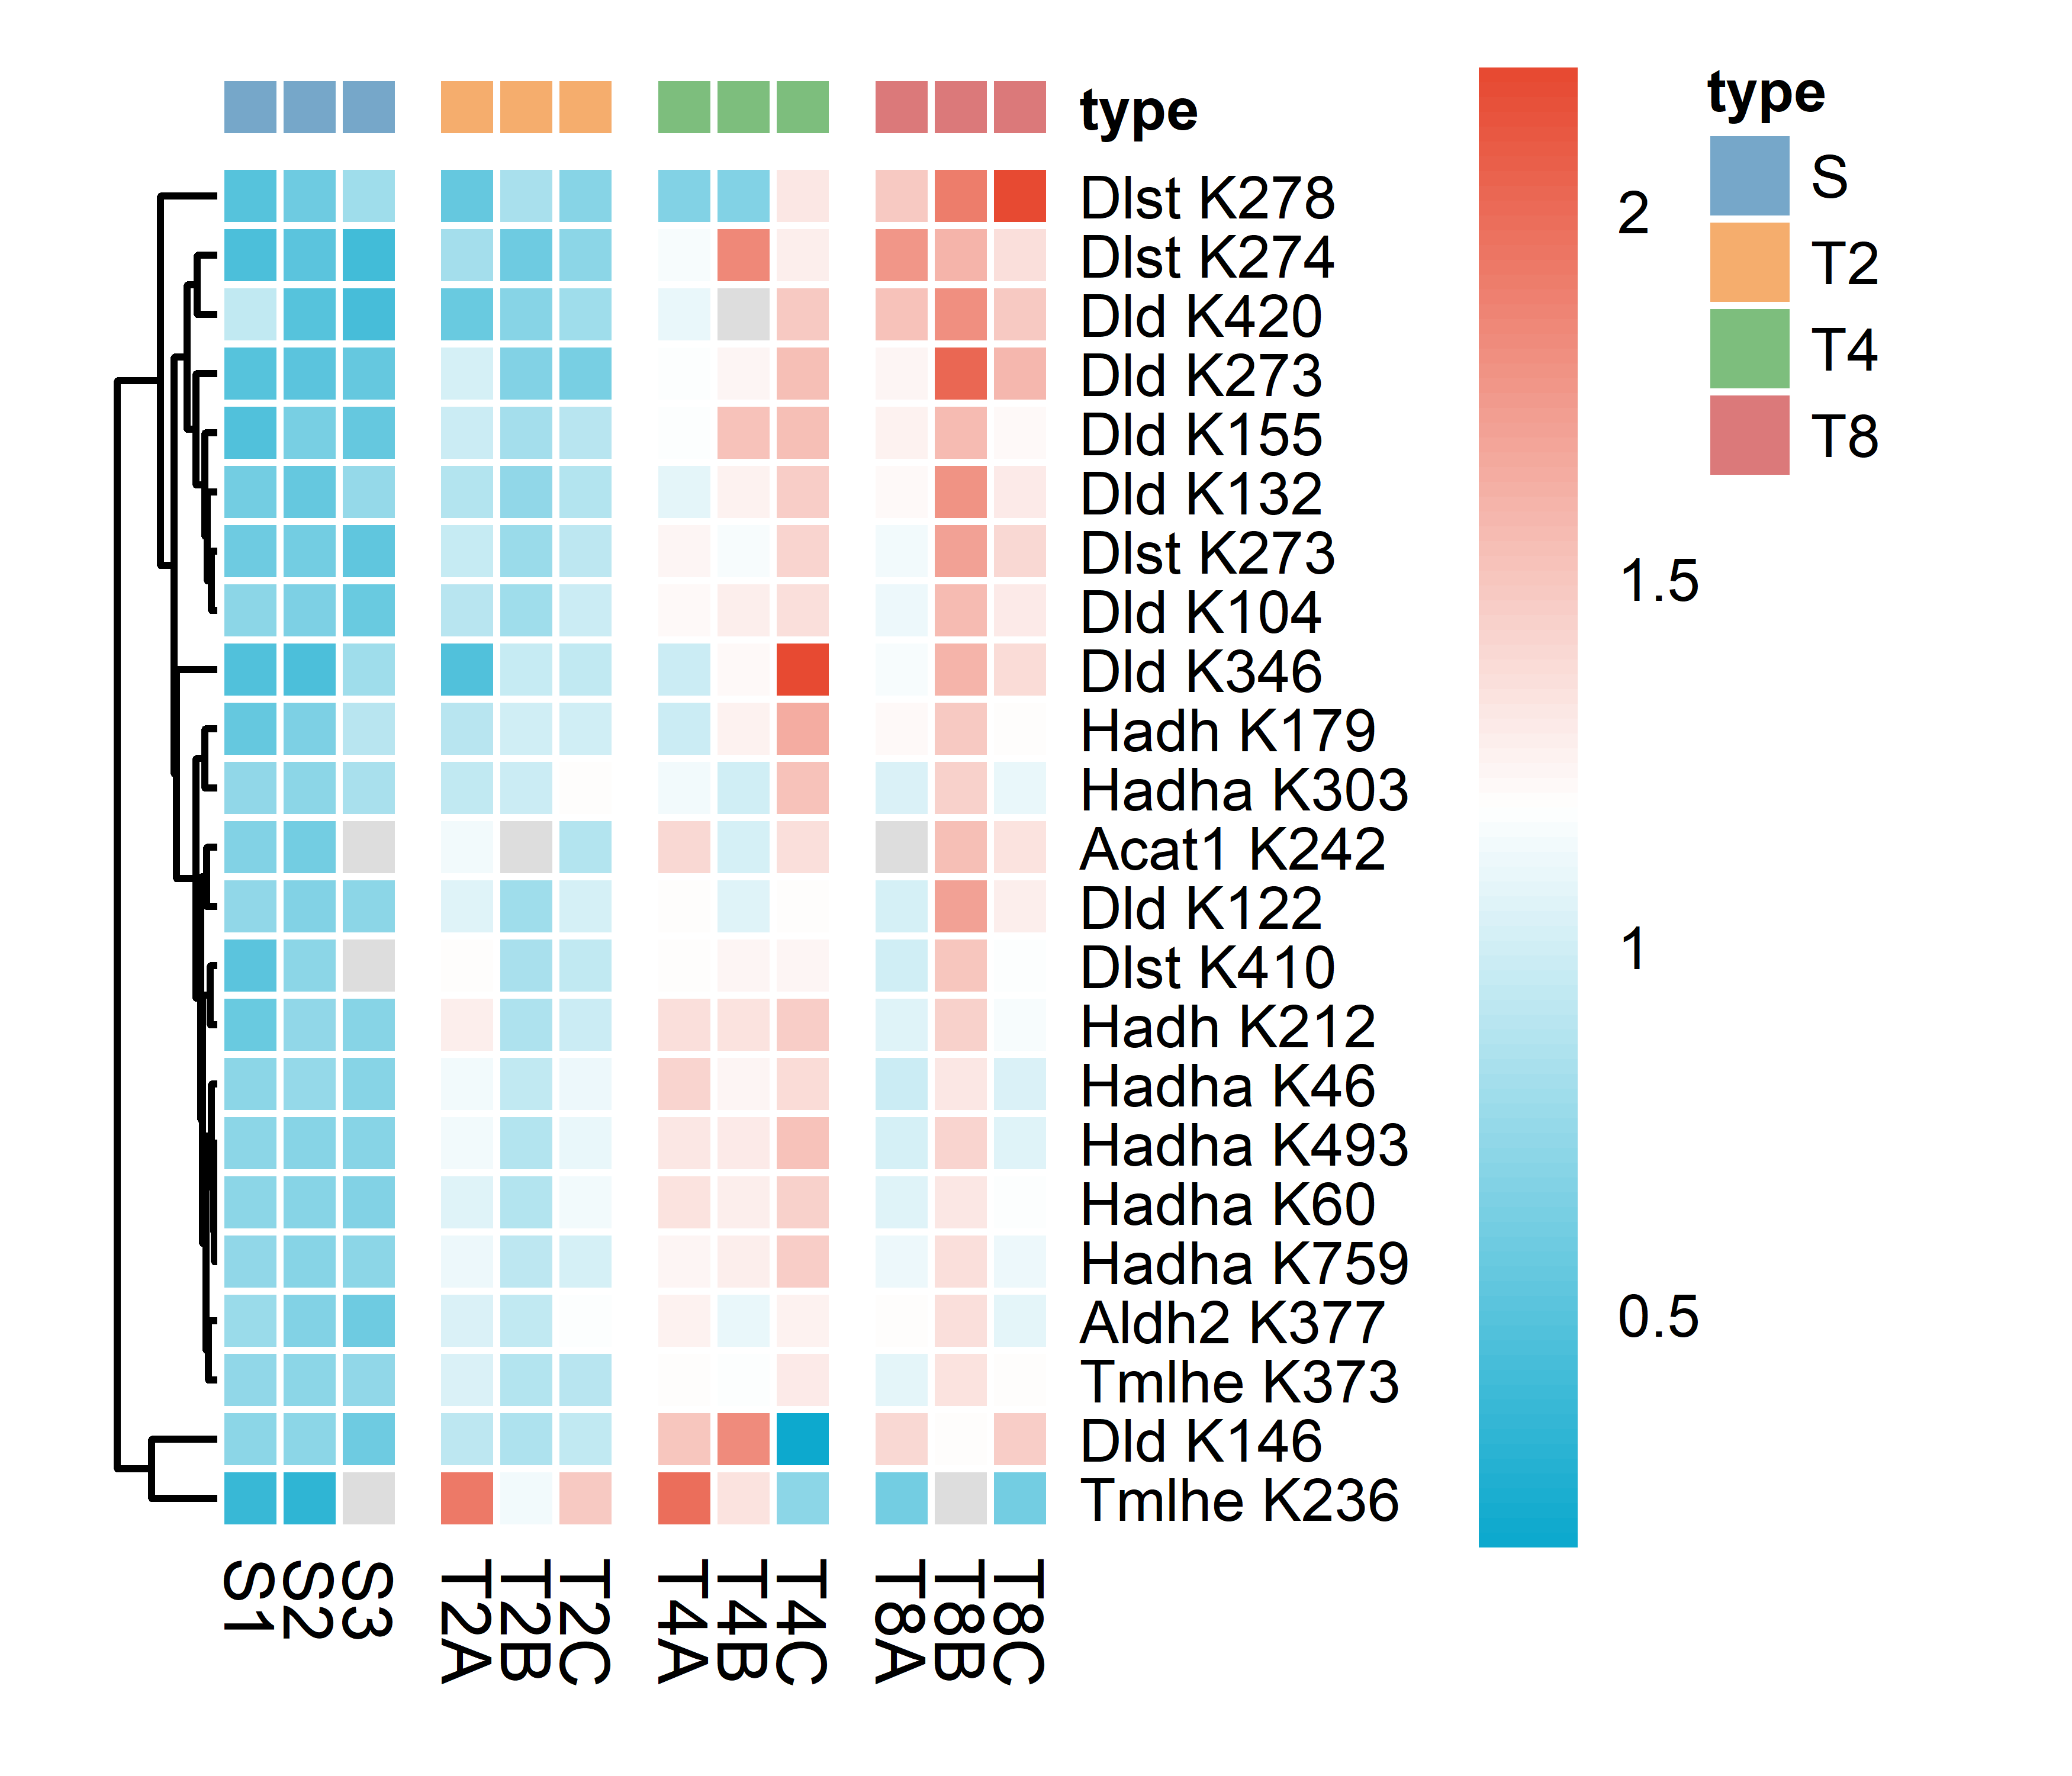 type
Dlst K278
Dlst K274
Dld K420
Dld K273
Dld K155
Dld K132
Dlst K273
Dld K104
Dld K346
Hadh K179
Hadha K303
Acat1 K242
Dld K122
Dlst K410
Hadh K212
Hadha K46
Hadha K493
Hadha K60
Hadha K759
Aldh2 K377
Tmlhe K373
Dld K146
Tmlhe K236
S1
S2
S3
T2A
T2B
T2C
T4A
T4B
T4C
T8A
T8B
T8C
2
1.5
1
0.5
type
S
T2
T4
T8